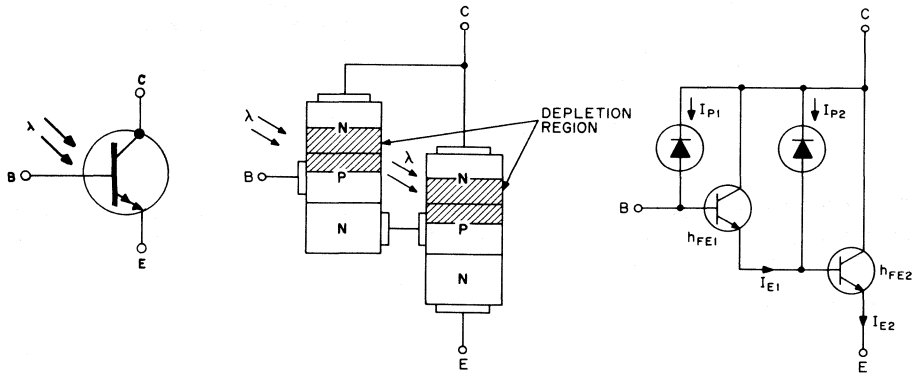 C
λ
B
E
C
λ
N
DEPLETION
REGION
λ
B
P
N
N
P
N
E
C
I_P1
I_P2
B
h_FE1
I_E1
h_FE2
I_E2
E